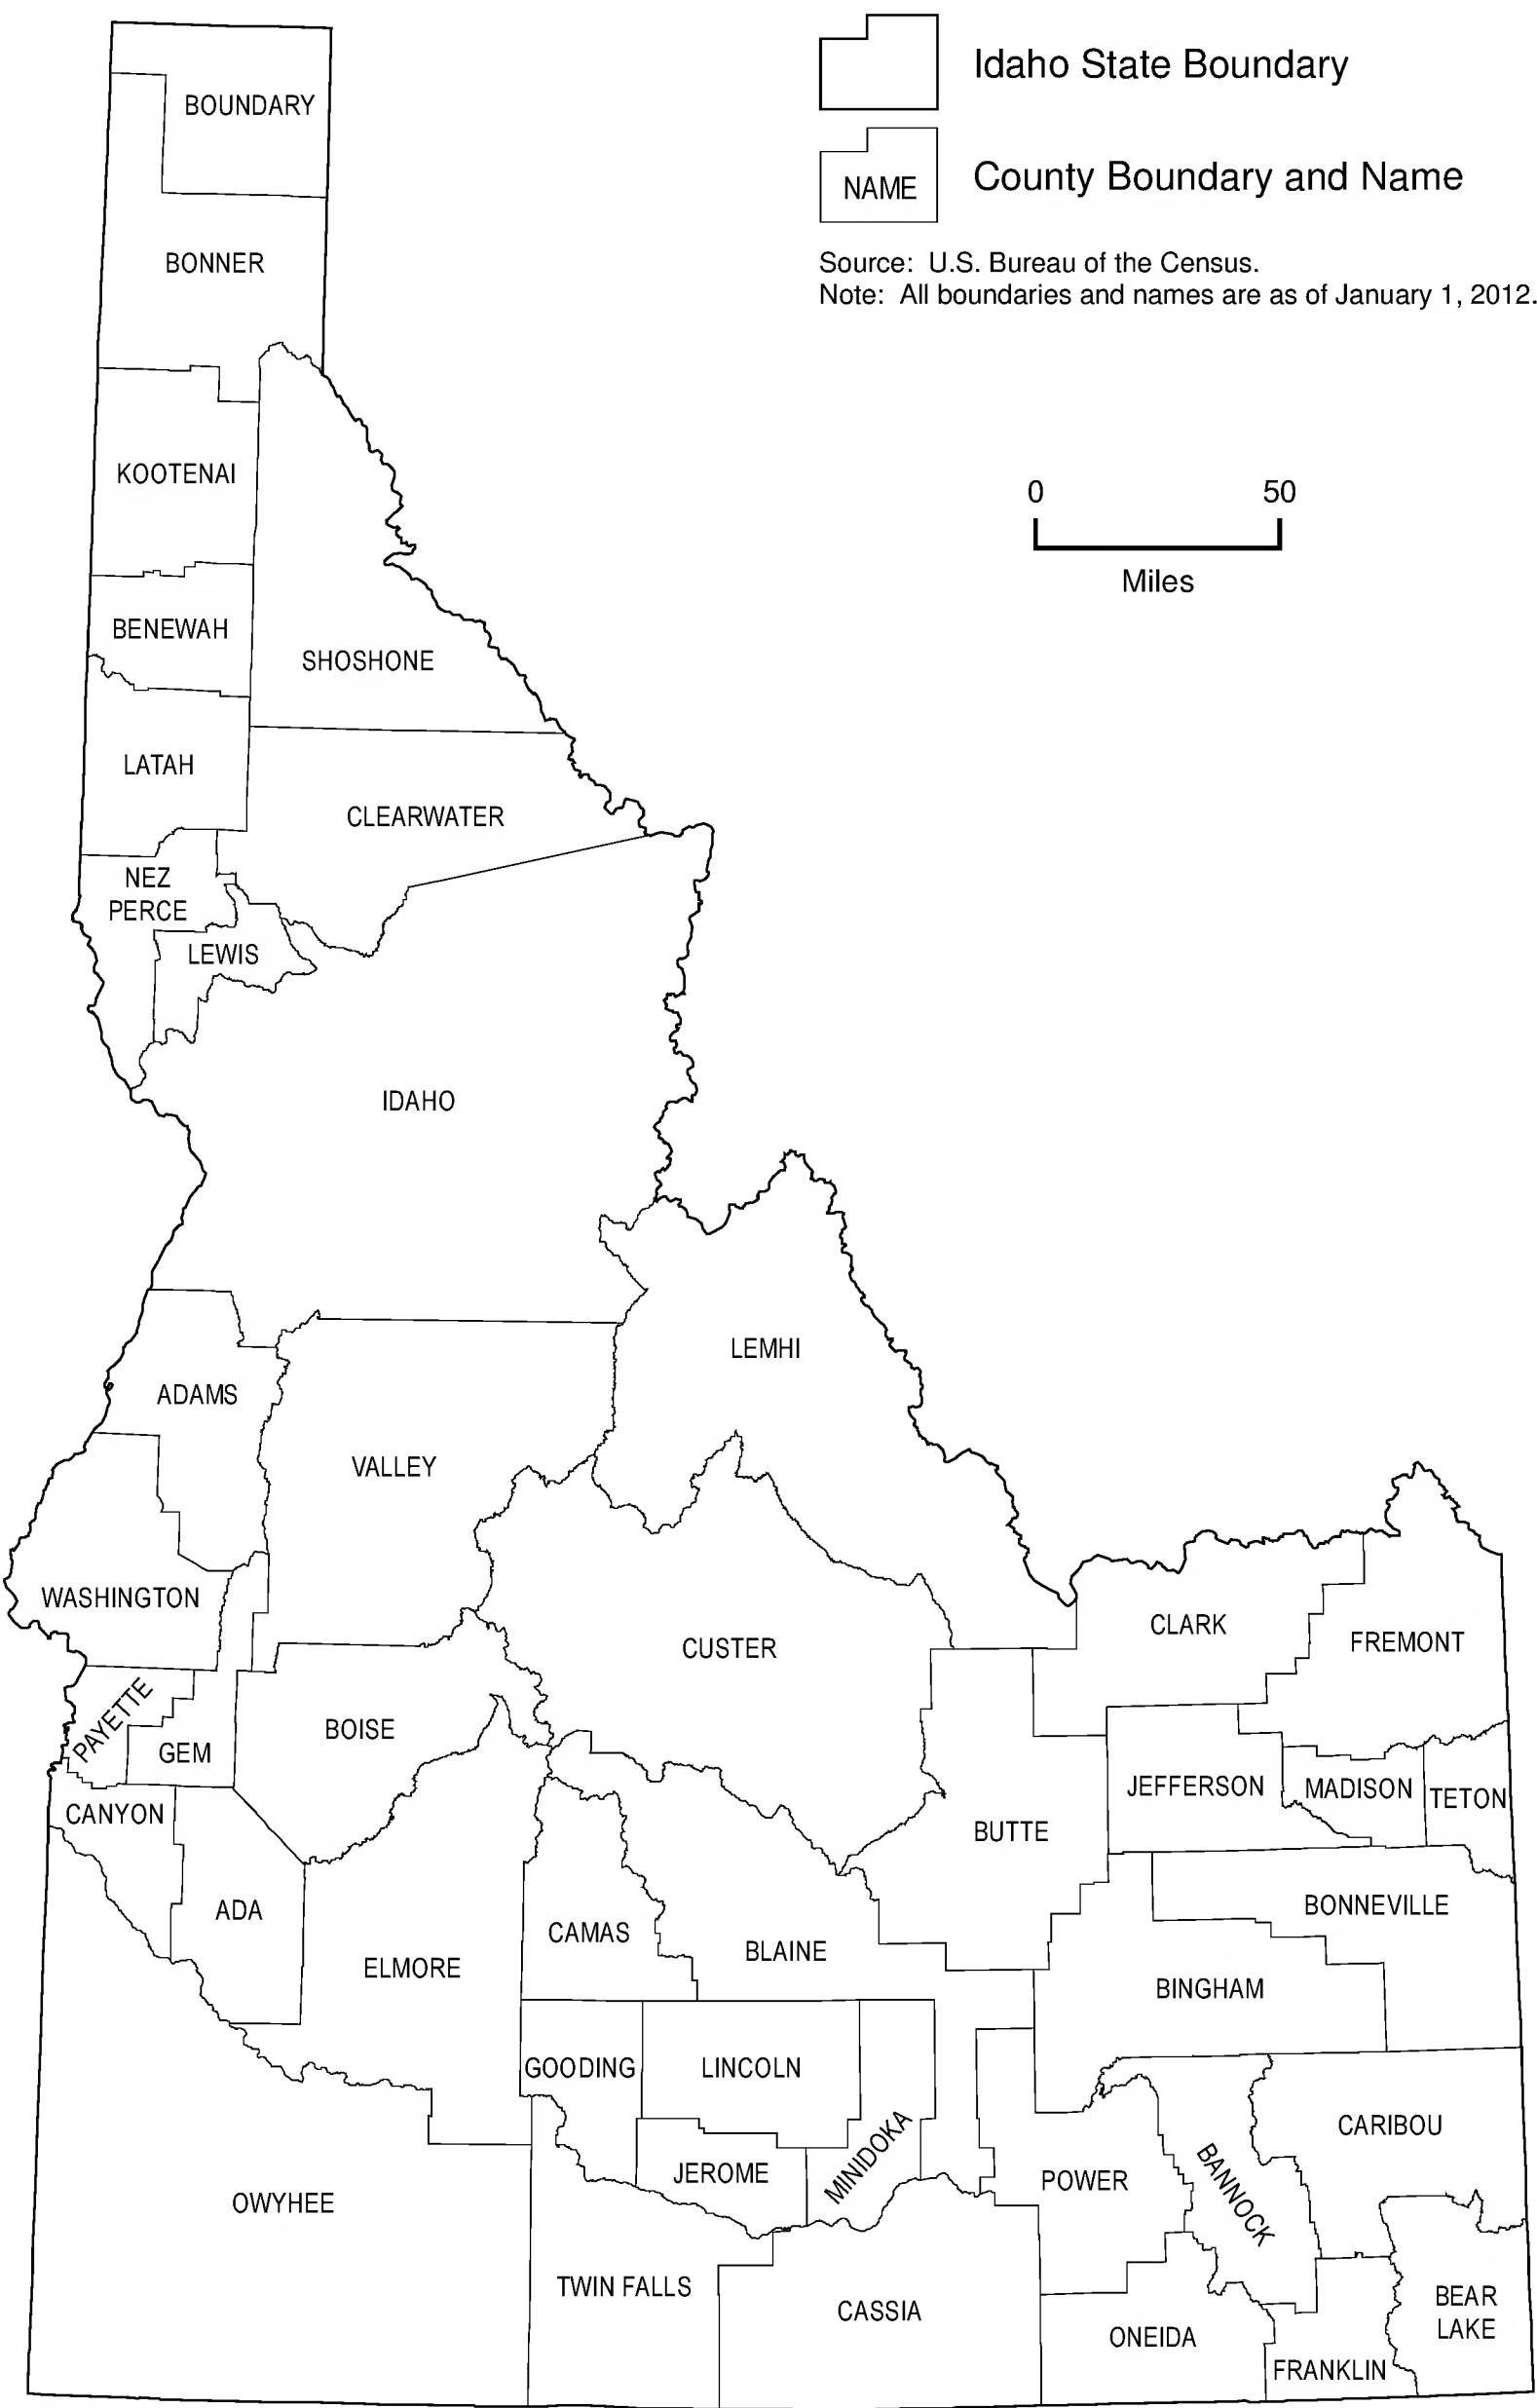 Idaho State Boundary
NAME
County Boundary and Name
Source: U.S. Bureau of the Census.
Note: All boundaries and names are as of January 1, 2012.
0
50
Miles
BOUNDARY
BONNER
KOOTENAI
BENEWAH
SHOSHONE
LATAH
CLEARWATER
NEZ
PERCE
LEWIS
IDAHO
LEMHI
ADAMS
VALLEY
WASHINGTON
CUSTER
CLARK
FREMONT
PAYETTE
GEM
BOISE
JEFFERSON
MADISON
TETON
CANYON
BUTTE
ADA
CAMAS
BLAINE
BONNEVILLE
ELMORE
BINGHAM
GOODING
LINCOLN
MINIDOKA
CARIBOU
JEROME
POWER
BANNOCK
OWYHEE
TWIN FALLS
CASSIA
BEAR
LAKE
ONEIDA
FRANKLIN